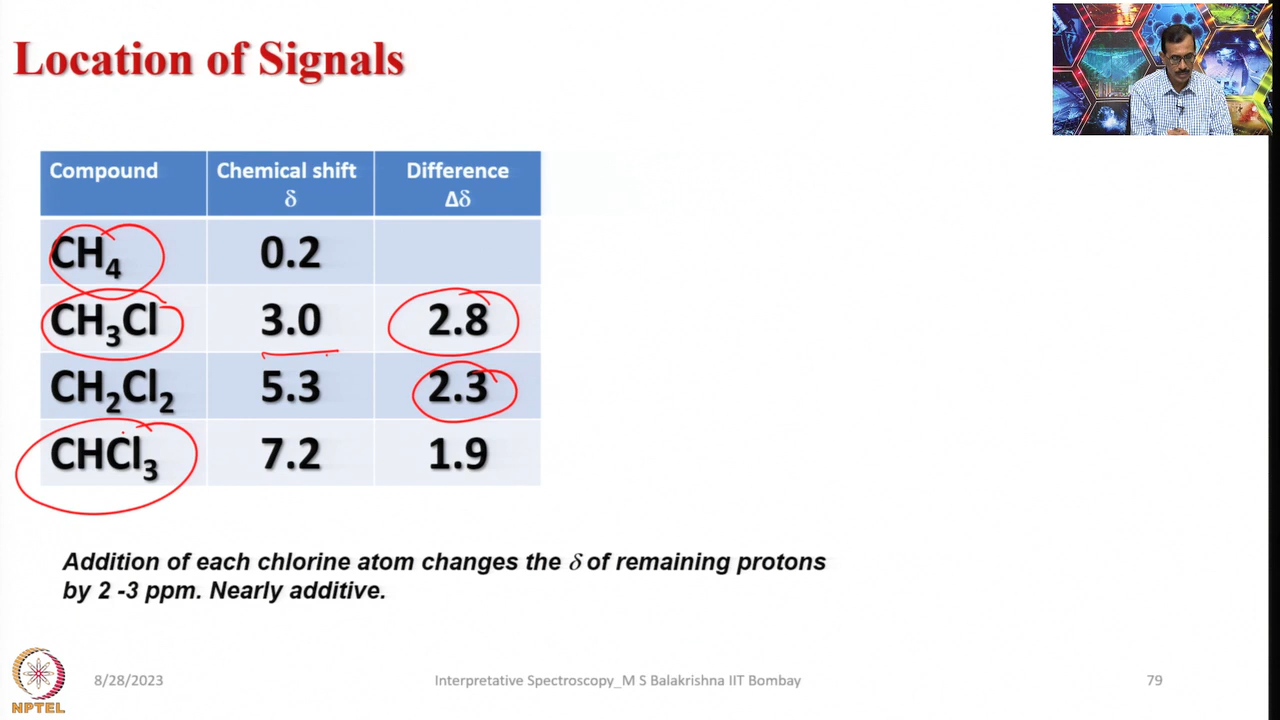 Location of Signals
Compound Chemical shift δ Difference Δδ
CH₄ 0.2
CH₃Cl 3.0 2.8
CH₂Cl₂ 5.3 2.3
CHCl₃ 7.2 1.9
Addition of each chlorine atom changes the δ of remaining protons
by 2 -3 ppm. Nearly additive.
NPTEL
8/28/2023 Interpretative Spectroscopy_M S Balakrishna IIT Bombay 79